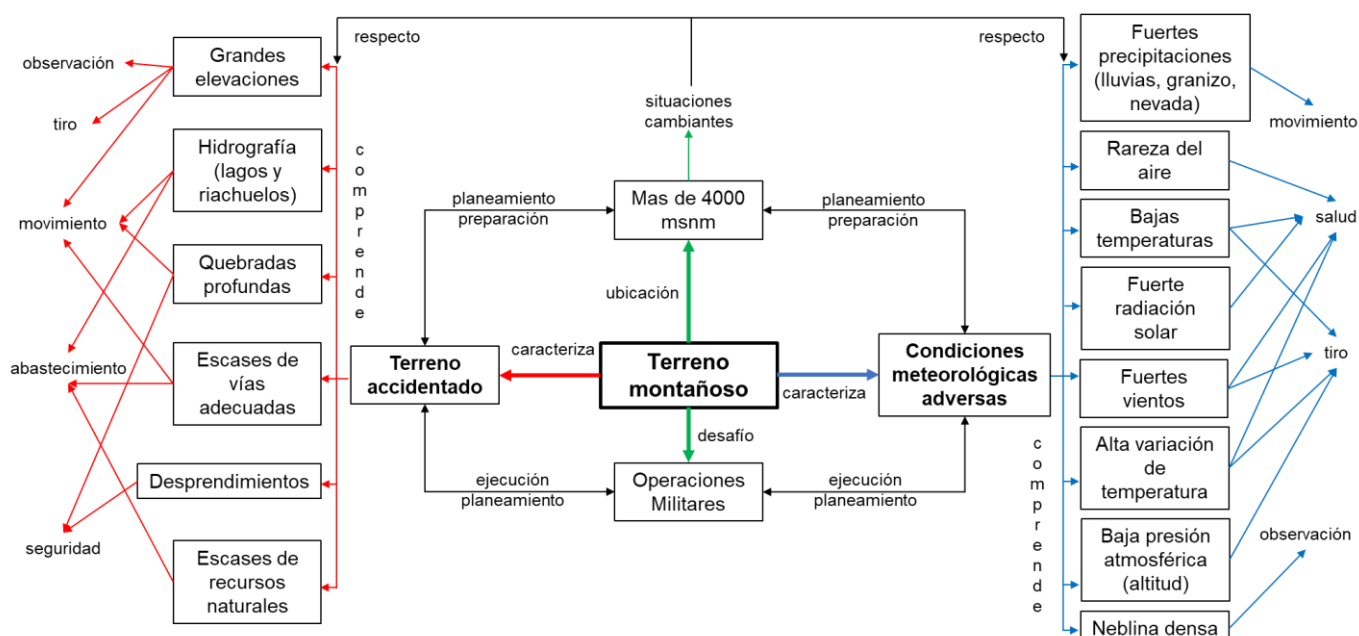 respecto
respecto
observación
tiro
movimiento
abastecimiento
seguridad
Grandes
elevaciones
Hidrografía
(lagos y
riachuelos)
Quebradas
profundas
Escases de
vías
adecuadas
Desprendimientos
Escases de
recursos
naturales
comprende
situaciones
cambiantes
planeamiento
preparación
Mas de 4000
msnm
planeamiento
preparación
ubicación
Terreno
accidentado
caracteriza
Terreno
montañoso
caracteriza
Condiciones
meteorológicas
adversas
desafío
ejecución
planeamiento
Operaciones
Militares
ejecución
planeamiento
comprende
Fuertes
precipitaciones
(lluvias, granizo,
nevada)
Rareza del
aire
Bajas
temperaturas
Fuerte
radiación
solar
Fuertes
vientos
Alta variación
de
temperatura
Baja presión
atmosférica
(altitud)
Neblina densa
movimiento
salud
tiro
observación